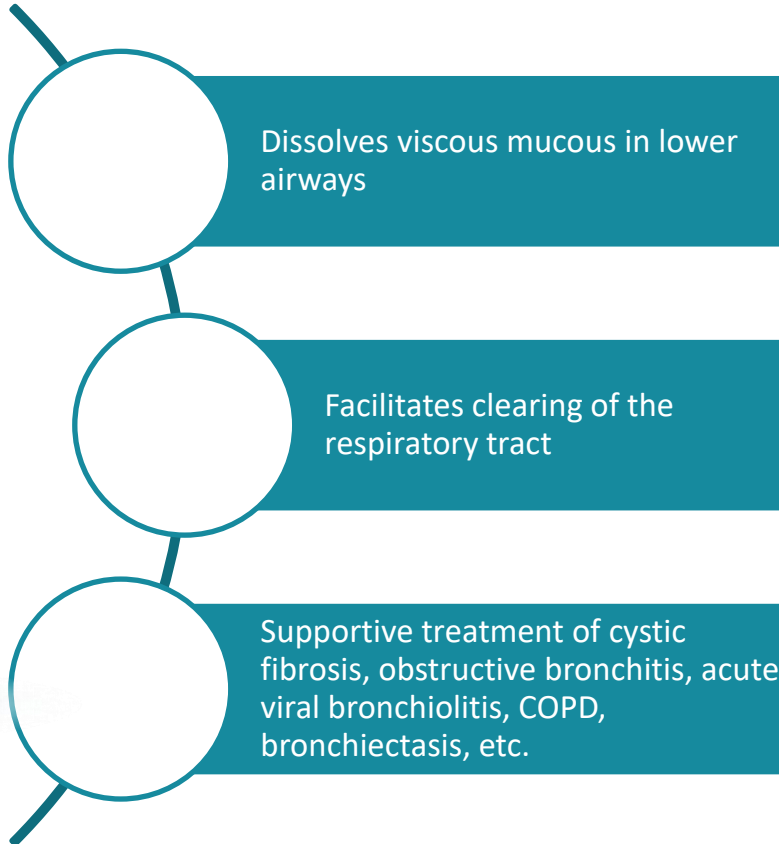 Dissolves viscous mucous in lower
airways
Facilitates clearing of the
respiratory tract
Supportive treatment of cystic
fibrosis, obstructive bronchitis, acute
viral bronchiolitis, COPD,
bronchiectasis, etc.